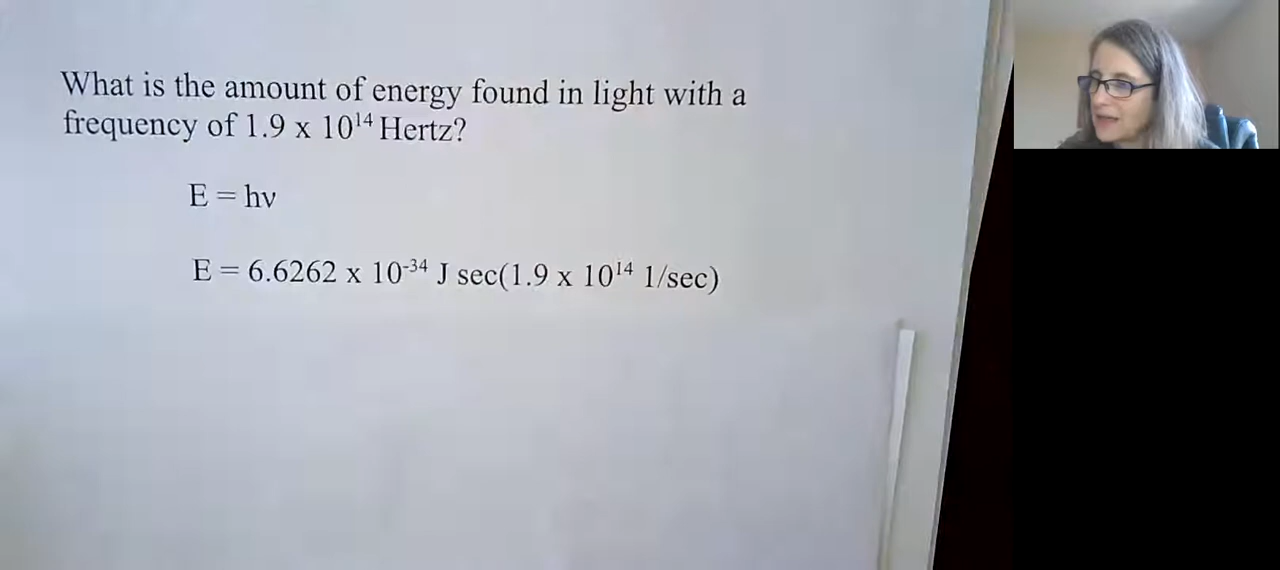 What is the amount of energy found in light with a
frequency of 1.9 x 10¹⁴ Hertz?
E = hν
E = 6.6262 x 10⁻³⁴ J sec(1.9 x 10¹⁴ 1/sec)